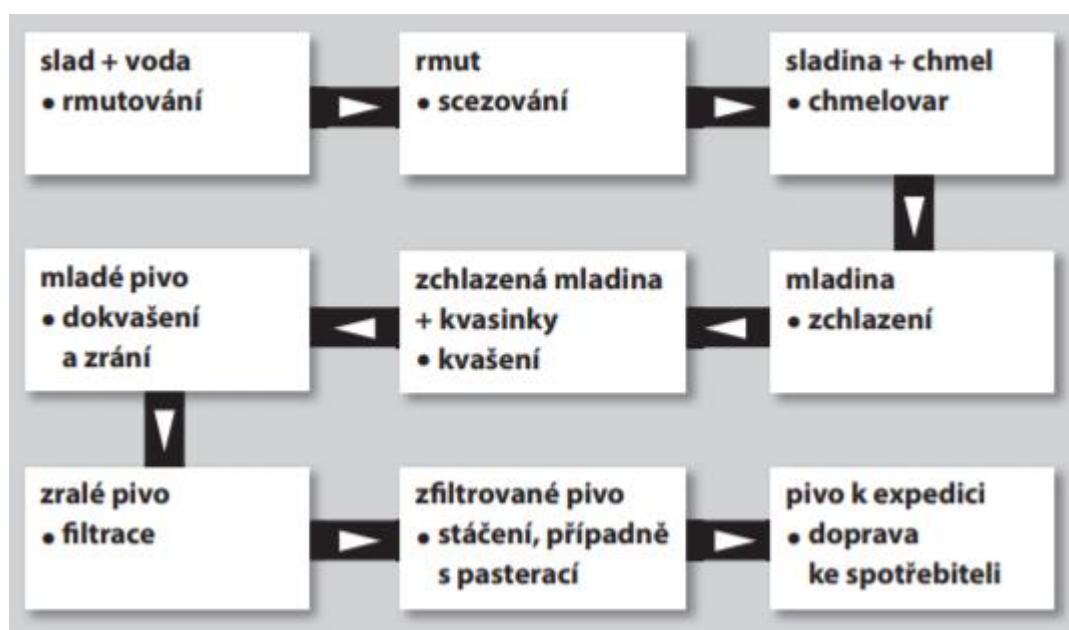 slad + voda
• rmutování
rmut
• scezování
sladina + chmel
• chmelovar
mladina
• zchlazení
zchlazená mladina
+ kvasinky
• kvašení
mladé pivo
• dokvašení
a zrání
zralé pivo
• filtrace
zfiltrované pivo
• stáčení, případně
s pasterací
pivo k expedici
• doprava
ke spotřebiteli